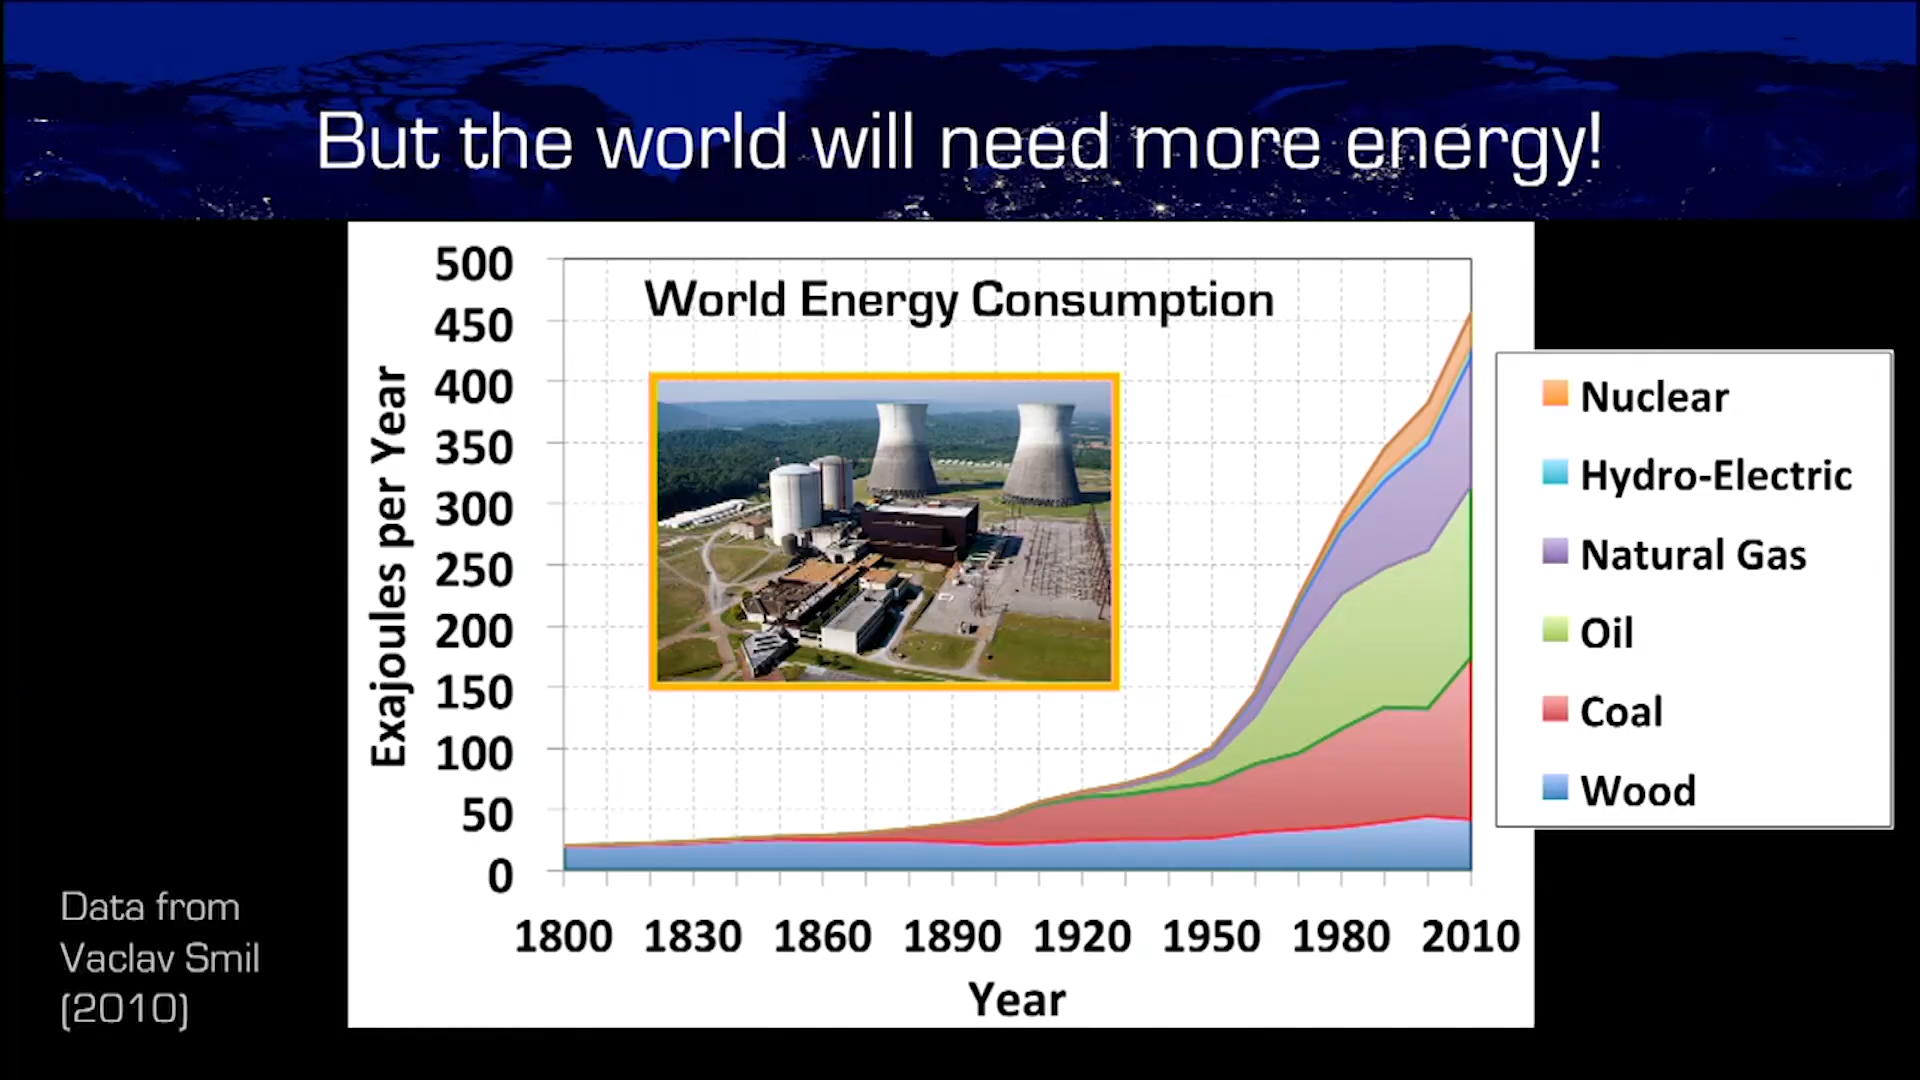 But the world will need more energy!
World Energy Consumption
500
450
400
350
300
250
200
150
100
50
0
Exajoules per Year
1800 1830 1860 1890 1920 1950 1980 2010
Year
Nuclear
Hydro-Electric
Natural Gas
Oil
Coal
Wood
Data from
Vaclav Smil
(2010)